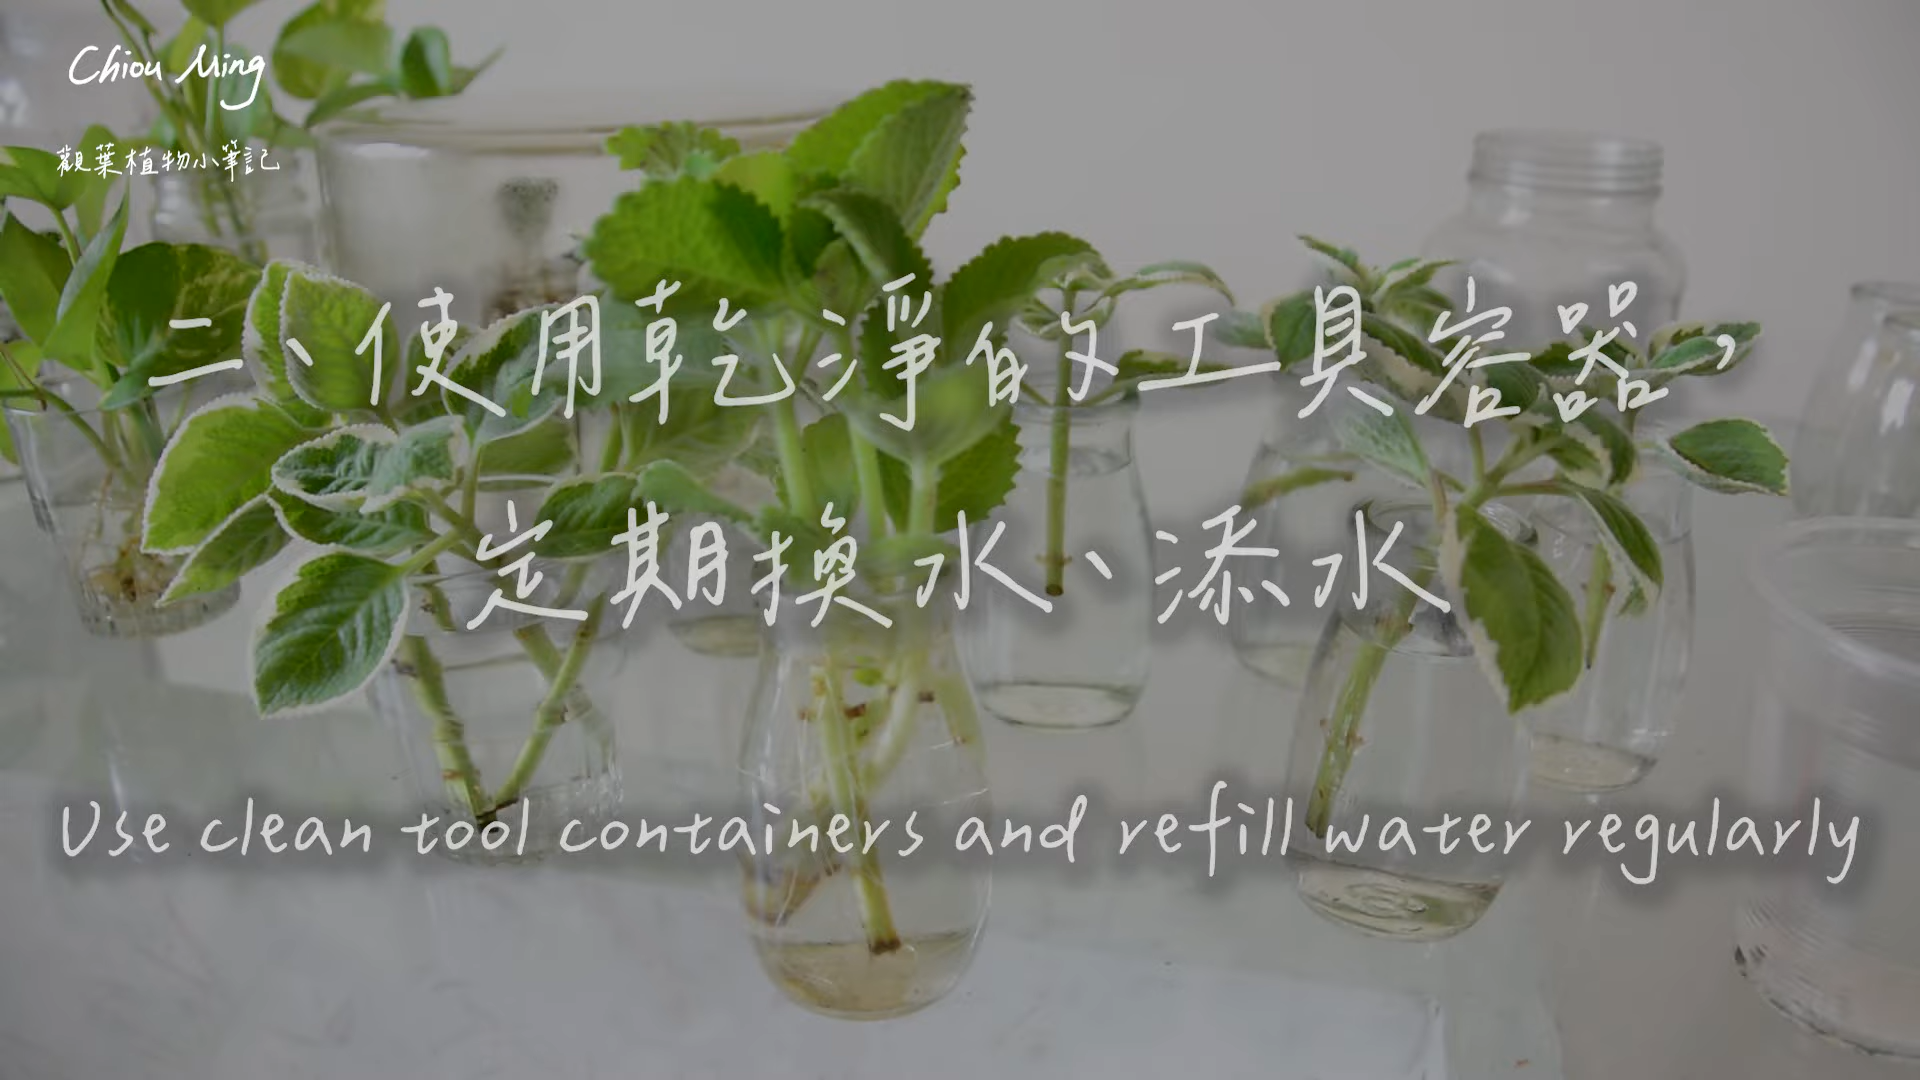 Chiou Ming
觀葉植物小筆記
二、使用乾淨的工具容器，
定期換水、添水
Use clean tool containers and refill water regularly